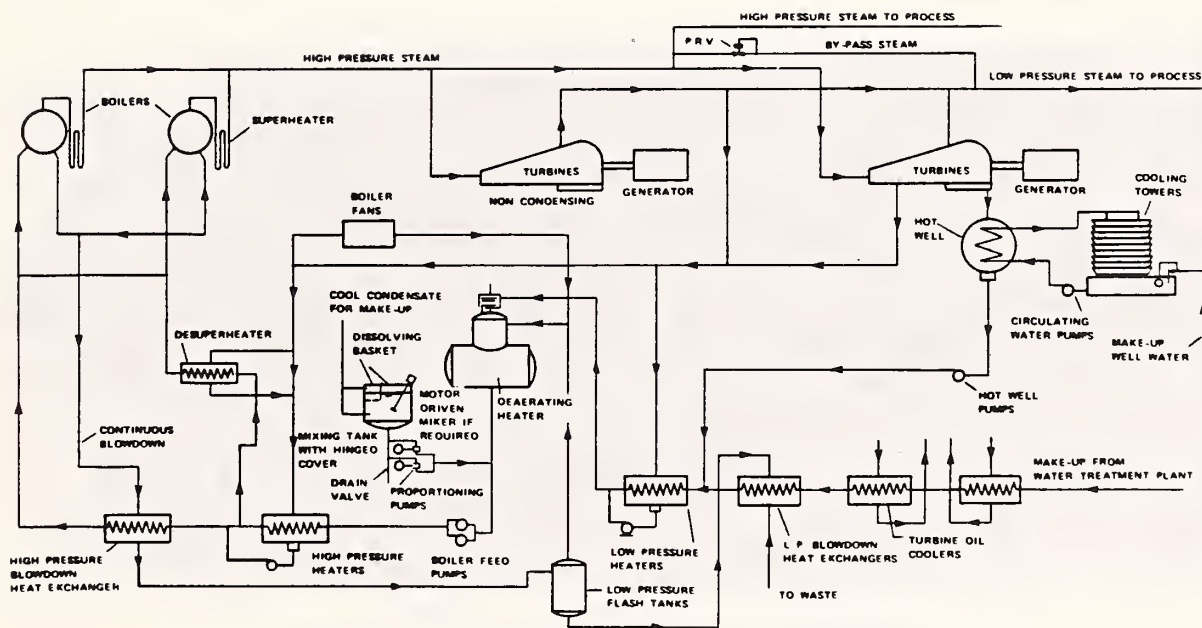 HIGH PRESSURE STEAM TO PROCESS
PRV
BY-PASS STEAM
HIGH PRESSURE STEAM
LOW PRESSURE STEAM TO PROCESS
BOILERS
SUPERHEATER
TURBINES
GENERATOR
NON CONDENSING
TURBINES
GENERATOR
COOLING
TOWERS
BOILER
FANS
HOT
WELL
COOL CONDENSATE
FOR MAKE-UP
DISSOLVING
BASKET
CIRCULATING
WATER PUMPS
MAKE-UP
WELL WATER
DESUPERHEATER
DEAERATING
HEATER
MOTOR
DRIVEN
MIKER IF
REQUIRED
HOT WELL
PUMPS
CONTINUOUS
BLOWDOWN
MIXING TANK
WITH HINGED
COVER
DRAIN
VALVE
PROPORTIONING
PUMPS
MAKE-UP FROM
WATER TREATMENT PLANT
HIGH PRESSURE
BLOWDOWN
HEAT EXCHANGER
HIGH PRESSURE
HEATERS
BOILER FEED
PUMPS
LOW PRESSURE
HEATERS
L P BLOWDOWN
HEAT EXCHANGERS
TURBINE OIL
COOLERS
LOW PRESSURE
FLASH TANKS
TO WASTE